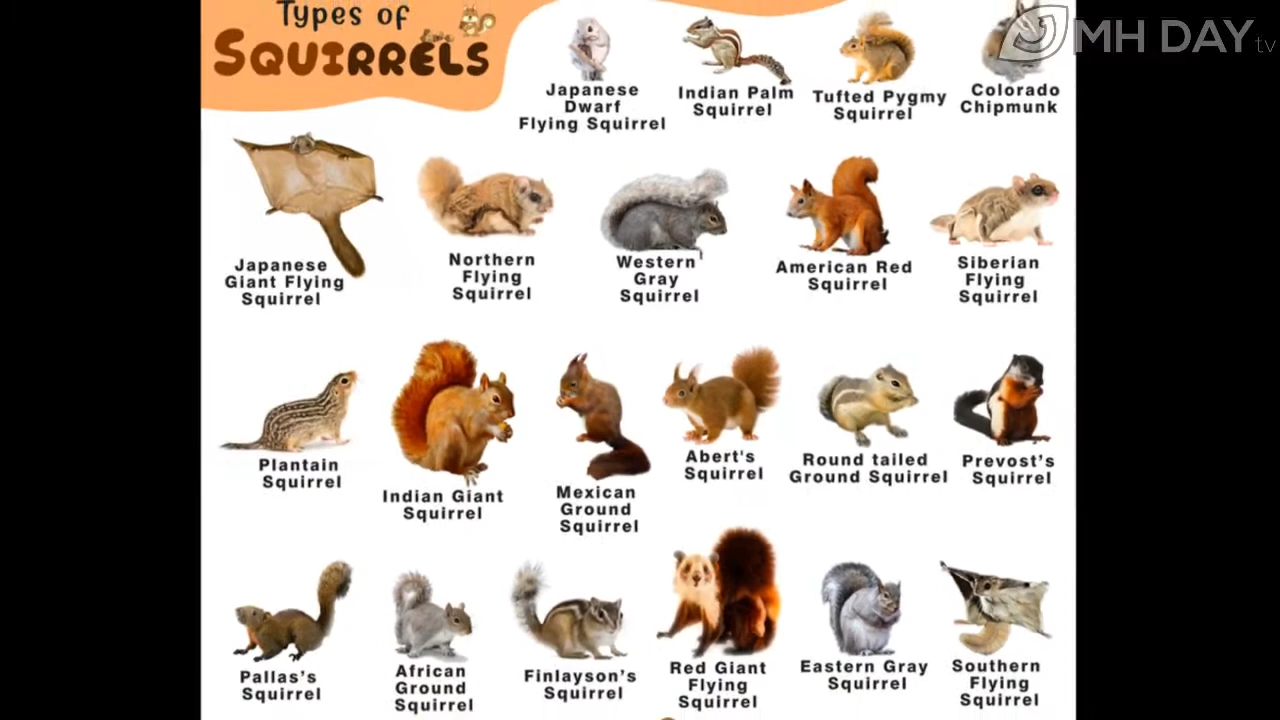 Types of
SQUIRRELS
MH DAY tv
Japanese
Dwarf
Flying Squirrel
Indian Palm
Squirrel
Tufted Pygmy
Squirrel
Colorado
Chipmunk
Japanese
Giant Flying
Squirrel
Northern
Flying
Squirrel
Western
Gray
Squirrel
American Red
Squirrel
Siberian
Flying
Squirrel
Plantain
Squirrel
Indian Giant
Squirrel
Mexican
Ground
Squirrel
Abert's
Squirrel
Round tailed
Ground Squirrel
Prevost's
Squirrel
Pallas's
Squirrel
African
Ground
Squirrel
Finlayson's
Squirrel
Red Giant
Flying
Squirrel
Eastern Gray
Squirrel
Southern
Flying
Squirrel